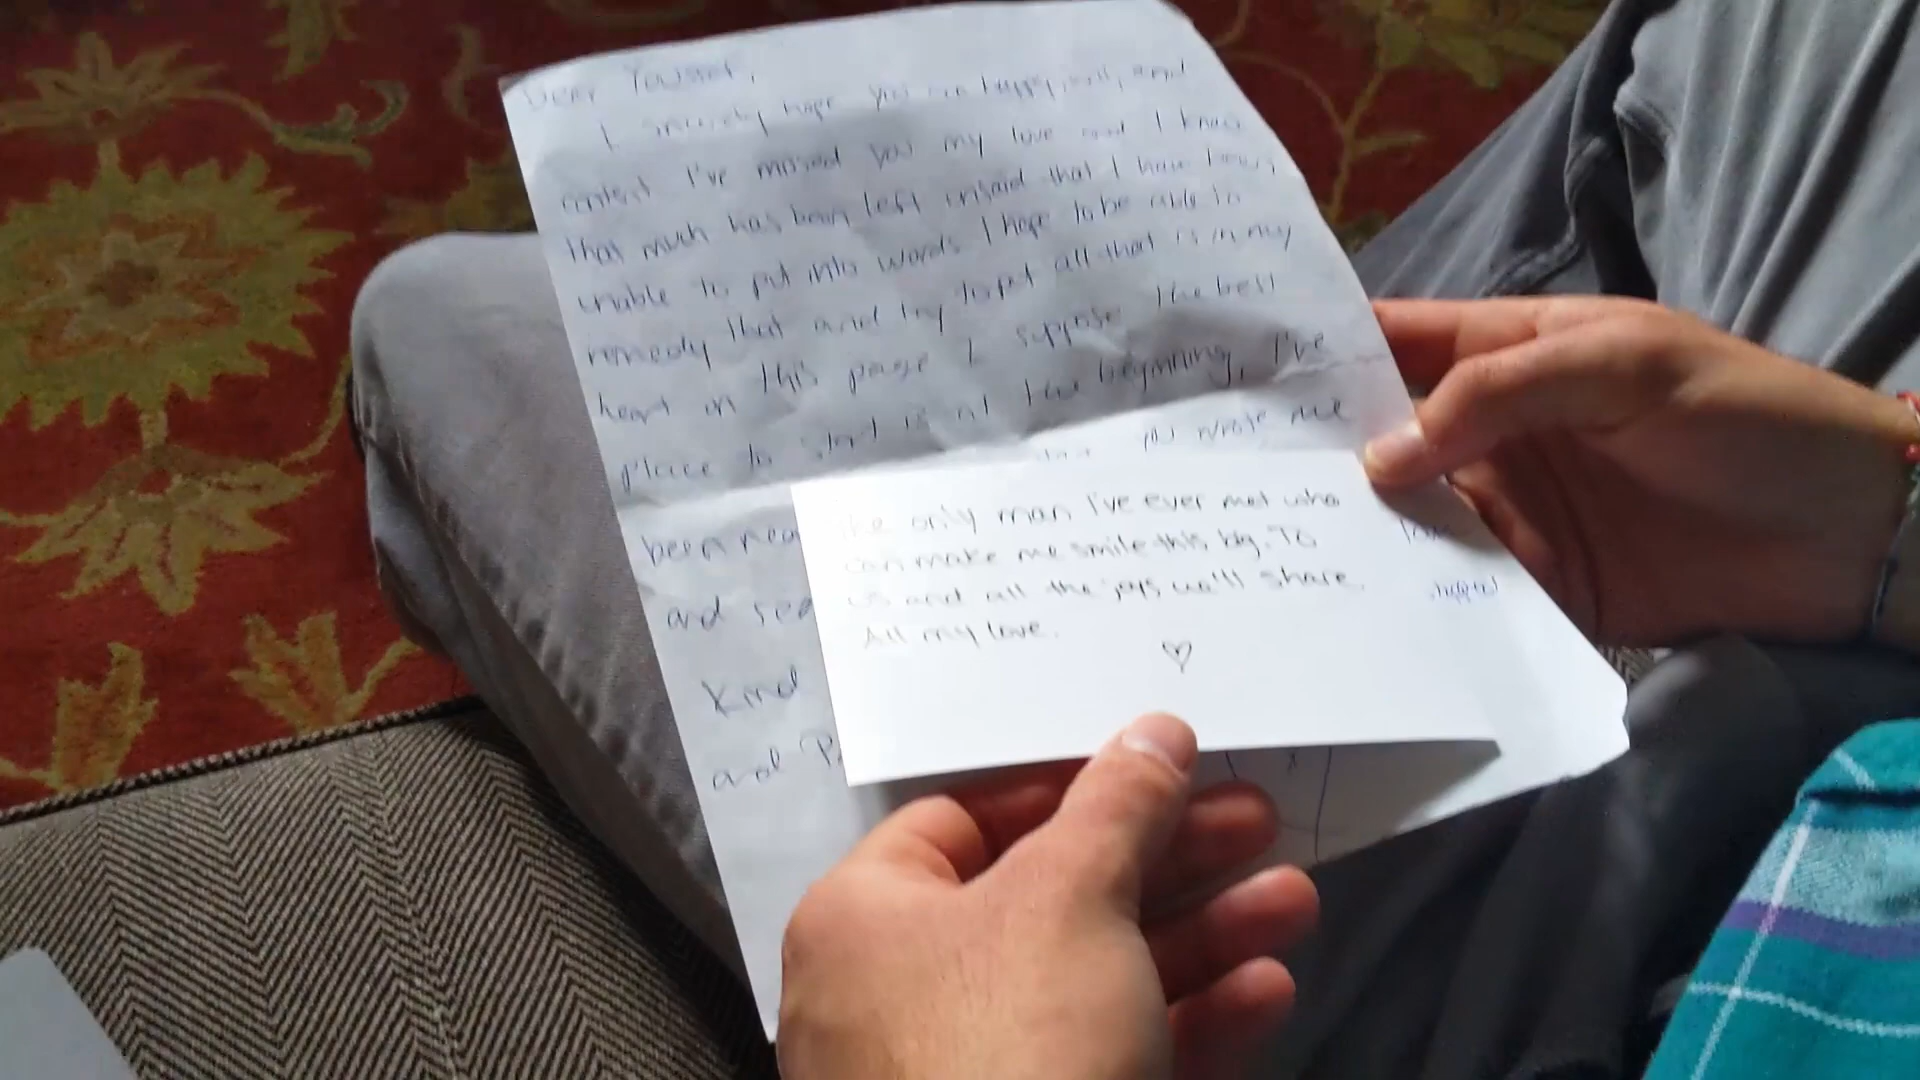 Dear Youssef,
I sincerely hope you are happy, well, and
content I've missed you my love and I know
that much has been left unsaid that I have been
unable to put into words I hope to be able to
remedy that and try to put all that is in my
heart on this page I suppose the best
place to start is at the beginning, I've
you wrote me
been
and
kind
and
The only man I've ever met who
can make me smile this big. To
us and all the joys we'll share.
All my love.